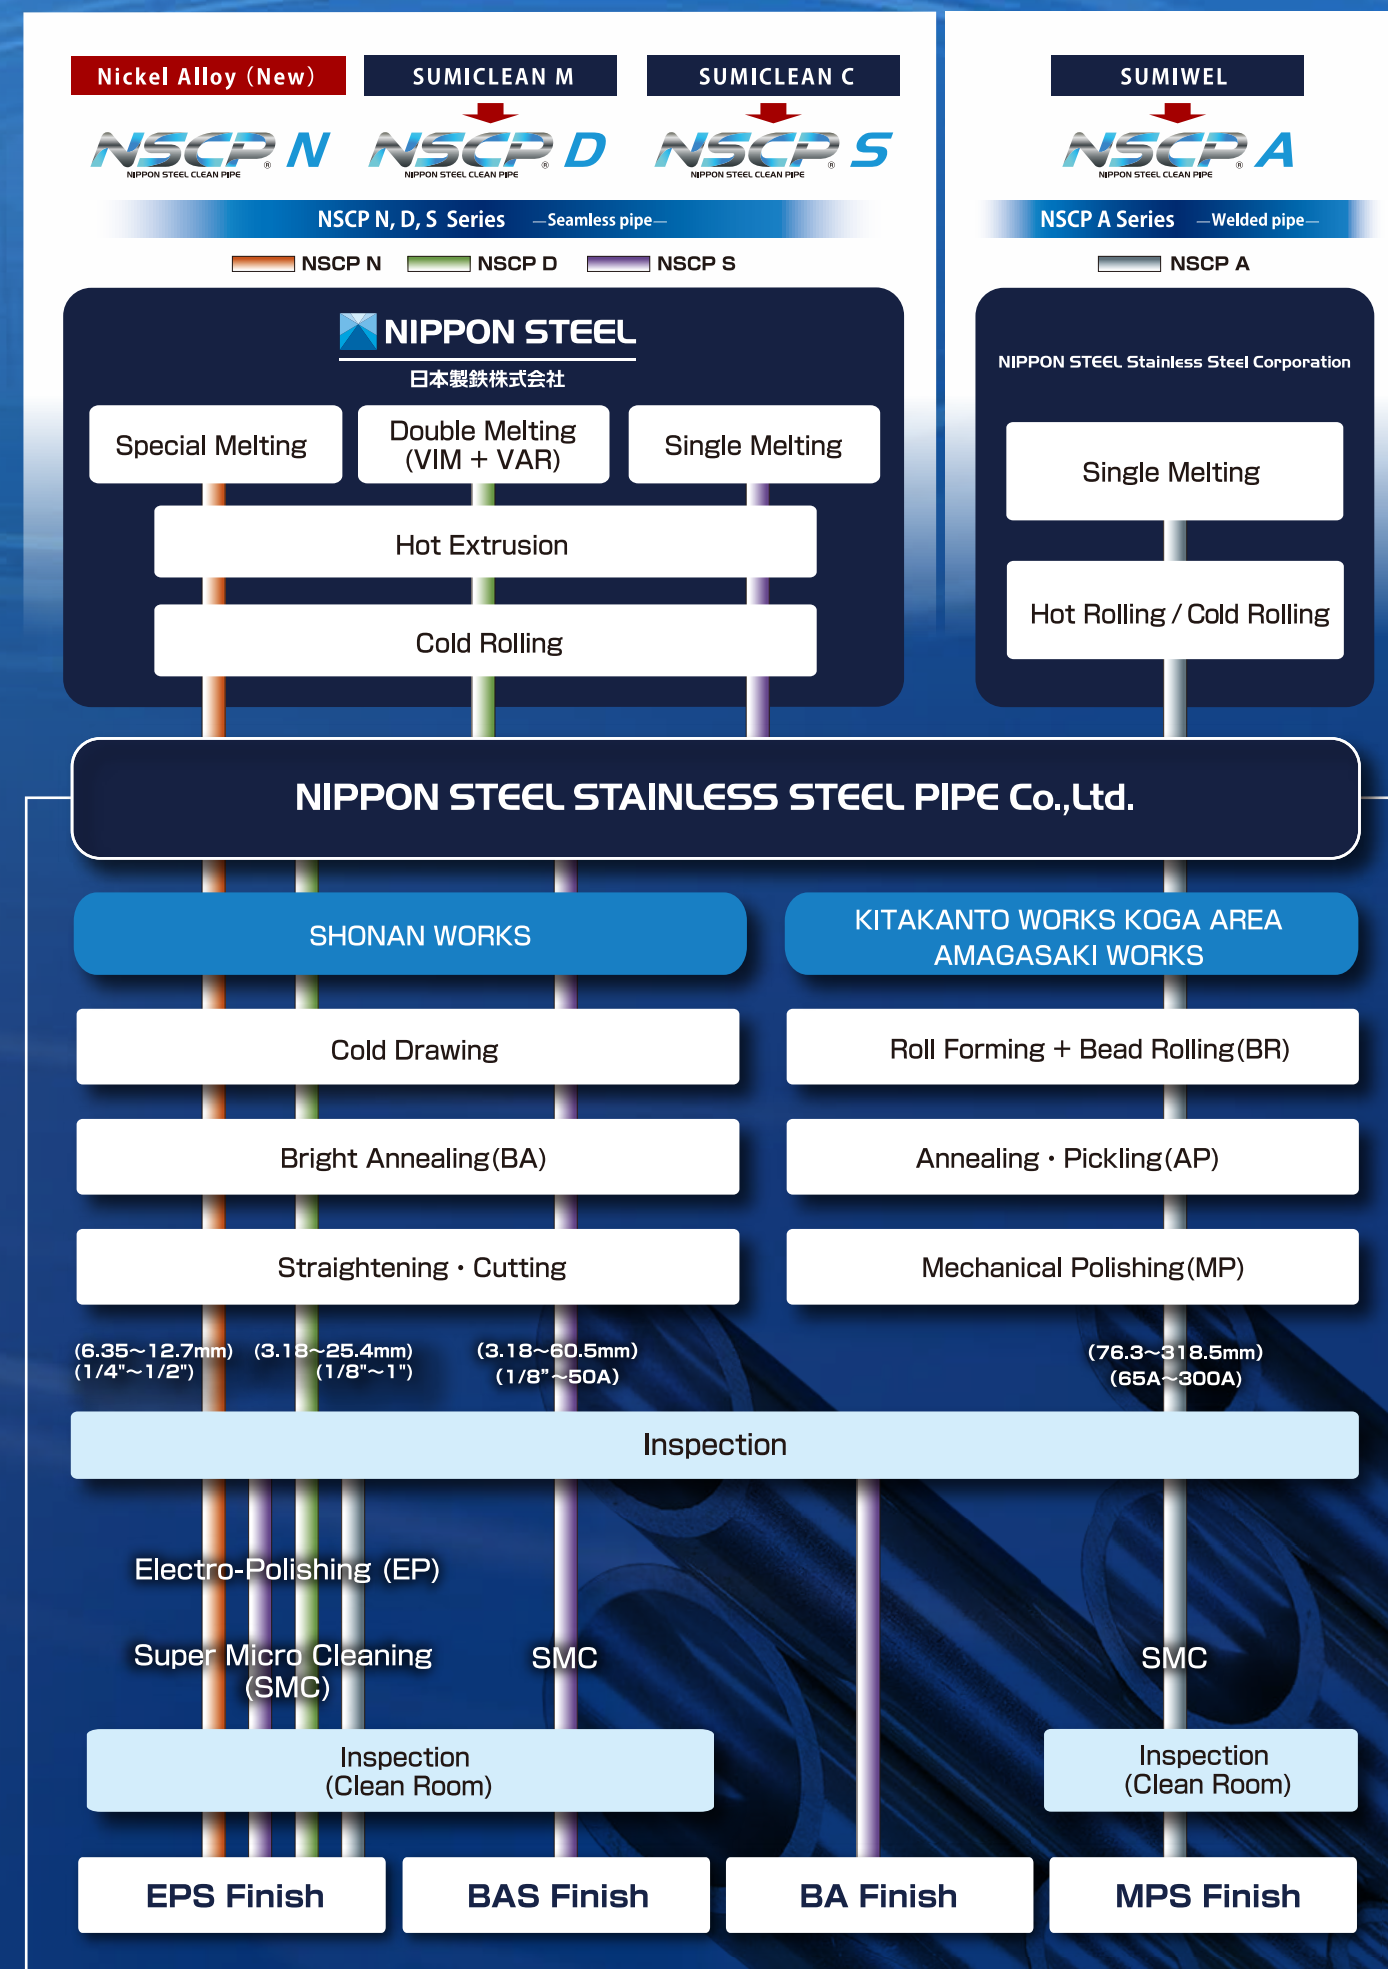 Nickel Alloy (New)
SUMICLEAN M
SUMICLEAN C
SUMIWEL
NSCP® N
NIPPON STEEL CLEAN PIPE
NSCP® D
NIPPON STEEL CLEAN PIPE
NSCP® S
NIPPON STEEL CLEAN PIPE
NSCP® A
NIPPON STEEL CLEAN PIPE
NSCP N, D, S Series —Seamless pipe—
NSCP A Series —Welded pipe—
NSCP N
NSCP D
NSCP S
NSCP A
NIPPON STEEL
日本製鉄株式会社
NIPPON STEEL Stainless Steel Corporation
Special Melting
Double Melting
(VIM + VAR)
Single Melting
Single Melting
Hot Extrusion
Cold Rolling
Hot Rolling / Cold Rolling
NIPPON STEEL STAINLESS STEEL PIPE Co.,Ltd.
SHONAN WORKS
KITAKANTO WORKS KOGA AREA
AMAGASAKI WORKS
Cold Drawing
Roll Forming + Bead Rolling(BR)
Bright Annealing(BA)
Annealing・Pickling(AP)
Straightening・Cutting
Mechanical Polishing(MP)
(6.35～12.7mm)
(1/4"～1/2")
(3.18～25.4mm)
(1/8"～1")
(3.18～60.5mm)
(1/8"～50A)
(76.3～318.5mm)
(65A～300A)
Inspection
Electro-Polishing (EP)
Super Micro Cleaning
(SMC)
SMC
SMC
Inspection
(Clean Room)
Inspection
(Clean Room)
EPS Finish
BAS Finish
BA Finish
MPS Finish